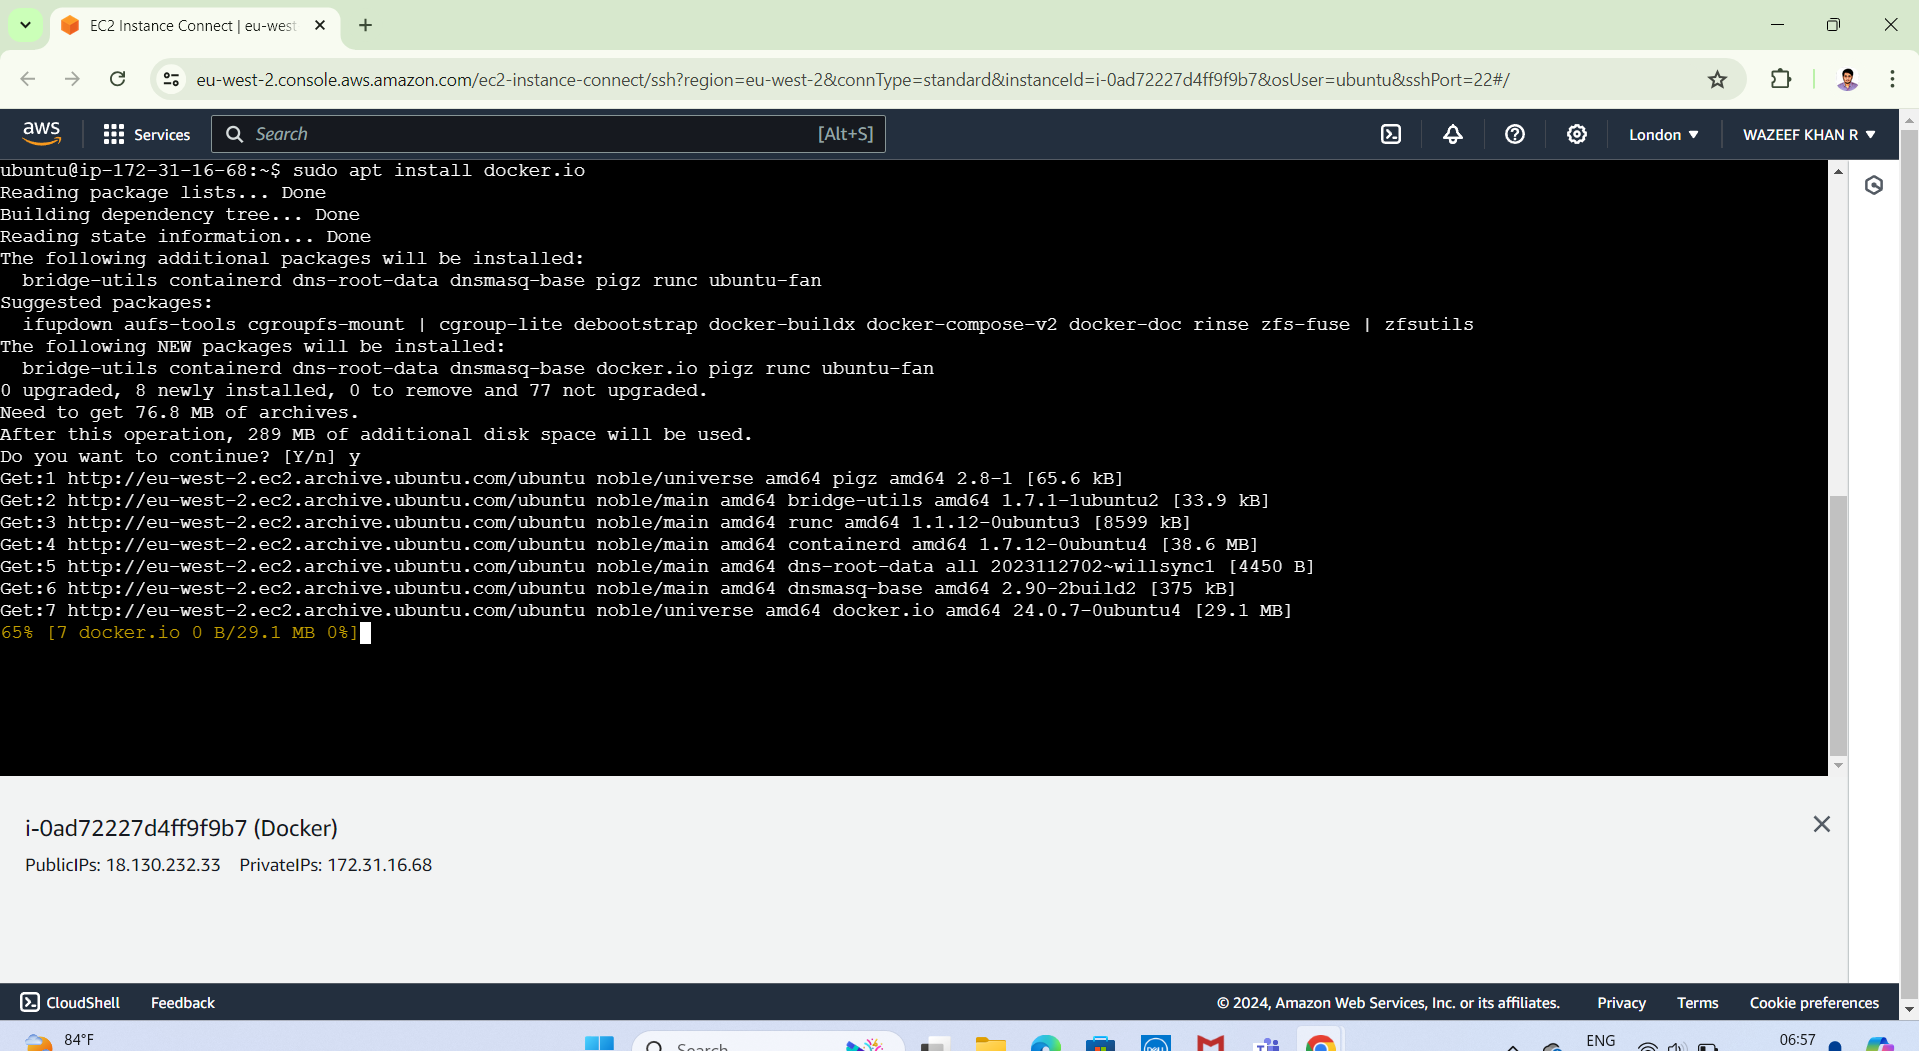 EC2 Instance Connect | eu-west
eu-west-2.console.aws.amazon.com/ec2-instance-connect/ssh?region=eu-west-2&connType=standard&instanceId=i-0ad72227d4ff9f9b7&osUser=ubuntu&sshPort=22#/
aws Services Search [Alt+S] London WAZEEF KHAN R
ubuntu@ip-172-31-16-68:~$ sudo apt install docker.io
Reading package lists... Done
Building dependency tree... Done
Reading state information... Done
The following additional packages will be installed:
  bridge-utils containerd dns-root-data dnsmasq-base pigz runc ubuntu-fan
Suggested packages:
  ifupdown aufs-tools cgroupfs-mount | cgroup-lite debootstrap docker-buildx docker-compose-v2 docker-doc rinse zfs-fuse | zfsutils
The following NEW packages will be installed:
  bridge-utils containerd dns-root-data dnsmasq-base docker.io pigz runc ubuntu-fan
0 upgraded, 8 newly installed, 0 to remove and 77 not upgraded.
Need to get 76.8 MB of archives.
After this operation, 289 MB of additional disk space will be used.
Do you want to continue? [Y/n] y
Get:1 http://eu-west-2.ec2.archive.ubuntu.com/ubuntu noble/universe amd64 pigz amd64 2.8-1 [65.6 kB]
Get:2 http://eu-west-2.ec2.archive.ubuntu.com/ubuntu noble/main amd64 bridge-utils amd64 1.7.1-1ubuntu2 [33.9 kB]
Get:3 http://eu-west-2.ec2.archive.ubuntu.com/ubuntu noble/main amd64 runc amd64 1.1.12-0ubuntu3 [8599 kB]
Get:4 http://eu-west-2.ec2.archive.ubuntu.com/ubuntu noble/main amd64 containerd amd64 1.7.12-0ubuntu4 [38.6 MB]
Get:5 http://eu-west-2.ec2.archive.ubuntu.com/ubuntu noble/main amd64 dns-root-data all 2023112702~willsync1 [4450 B]
Get:6 http://eu-west-2.ec2.archive.ubuntu.com/ubuntu noble/main amd64 dnsmasq-base amd64 2.90-2build2 [375 kB]
Get:7 http://eu-west-2.ec2.archive.ubuntu.com/ubuntu noble/universe amd64 docker.io amd64 24.0.7-0ubuntu4 [29.1 MB]
65% [7 docker.io 0 B/29.1 MB 0%]
i-0ad72227d4ff9f9b7 (Docker)
PublicIPs: 18.130.232.33 PrivateIPs: 172.31.16.68
CloudShell Feedback © 2024, Amazon Web Services, Inc. or its affiliates. Privacy Terms Cookie preferences
84°F Search DELL ENG 06:57